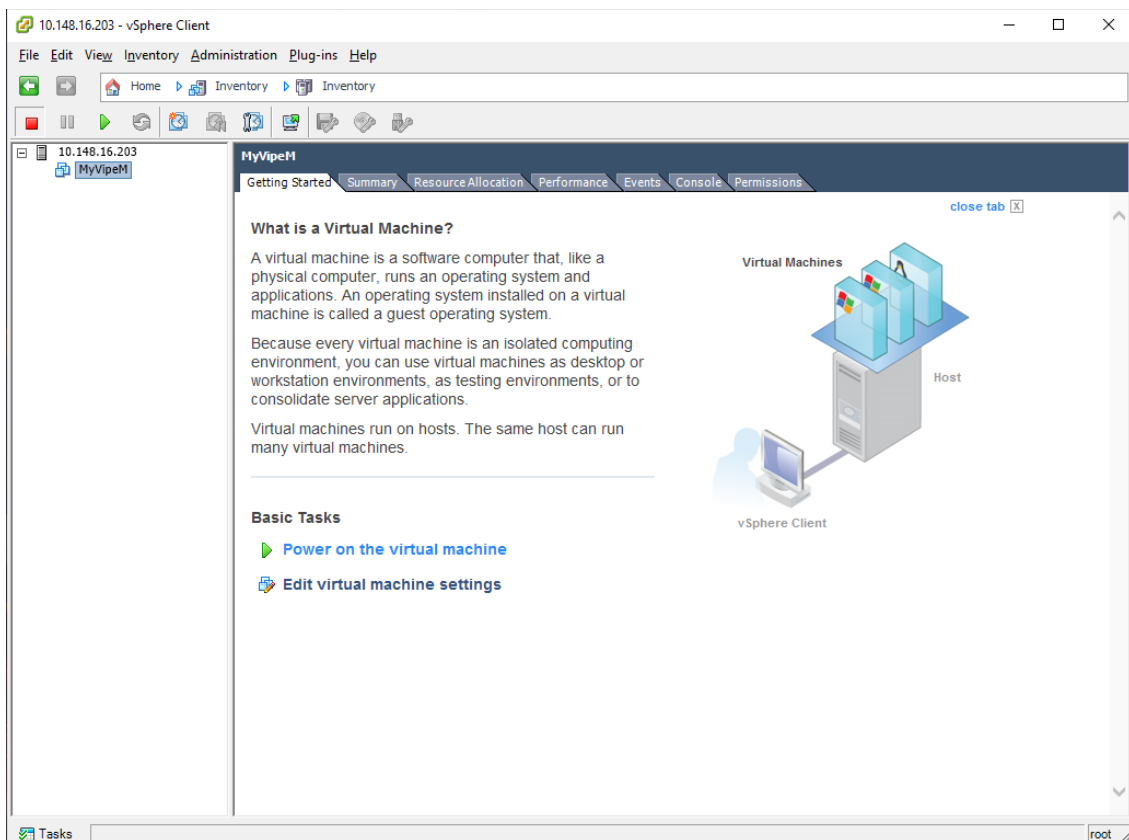 10.148.16.203 - vSphere Client
File Edit View Inventory Administration Plug-ins Help
Home Inventory Inventory
10.148.16.203
MyVipeM
MyVipeM
Getting Started Summary Resource Allocation Performance Events Console Permissions
close tab X
What is a Virtual Machine?
A virtual machine is a software computer that, like a
physical computer, runs an operating system and
applications. An operating system installed on a virtual
machine is called a guest operating system.
Because every virtual machine is an isolated computing
environment, you can use virtual machines as desktop or
workstation environments, as testing environments, or to
consolidate server applications.
Virtual machines run on hosts. The same host can run
many virtual machines.
Virtual Machines
Host
vSphere Client
Basic Tasks
Power on the virtual machine
Edit virtual machine settings
Tasks
root